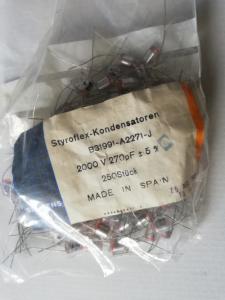 Styroflex-Kondensatoren
B31991-A2271-J
2000 V 270pF ± 5 %
250Stück
MADE IN SPAIN